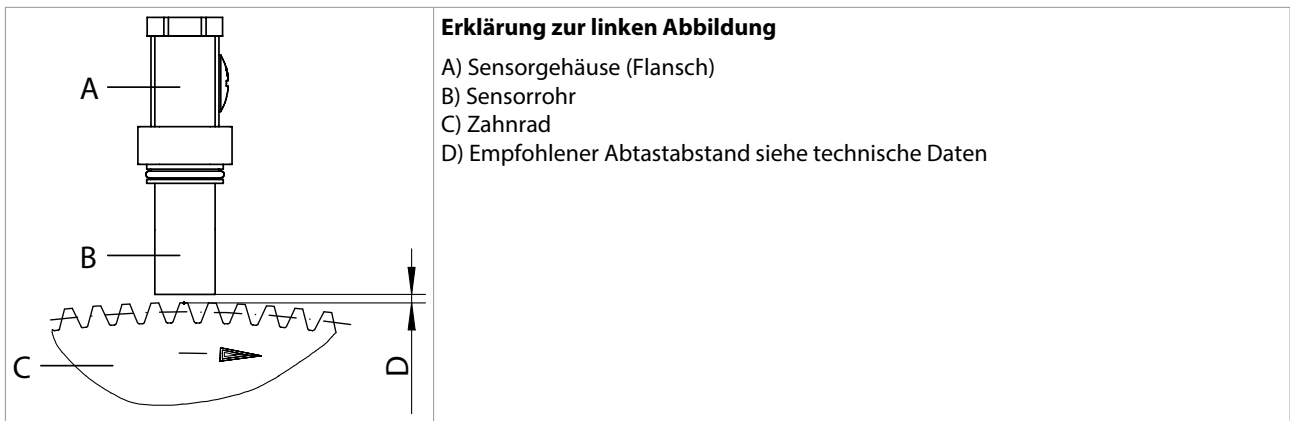 A
B
C
D
Erklärung zur linken Abbildung
A) Sensorgehäuse (Flansch)
B) Sensorrohr
C) Zahnrad
D) Empfohlener Abtastabstand siehe technische Daten